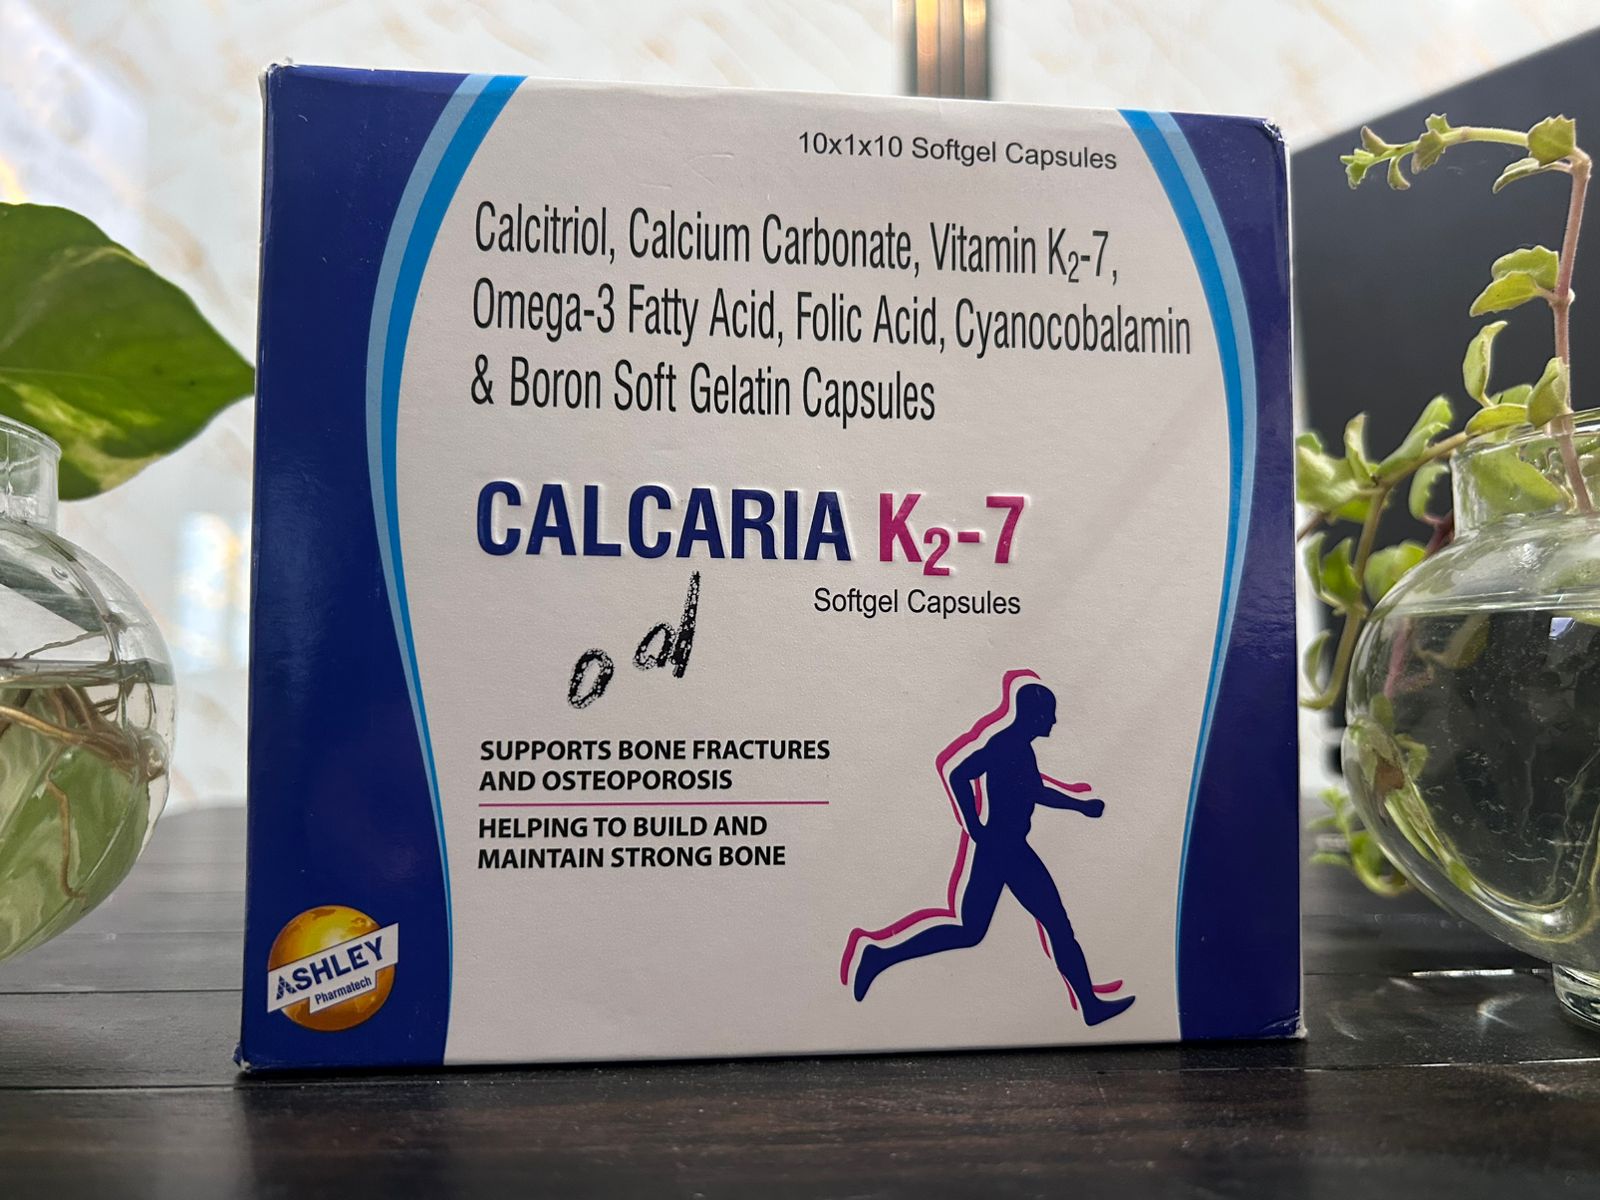 10x1x10 Softgel Capsules
Calcitriol, Calcium Carbonate, Vitamin K₂-7,
Omega-3 Fatty Acid, Folic Acid, Cyanocobalamin
& Boron Soft Gelatin Capsules
CALCARIA K₂-7
Softgel Capsules
od
SUPPORTS BONE FRACTURES
AND OSTEOPOROSIS
HELPING TO BUILD AND
MAINTAIN STRONG BONE
ASHLEY
Pharmatech